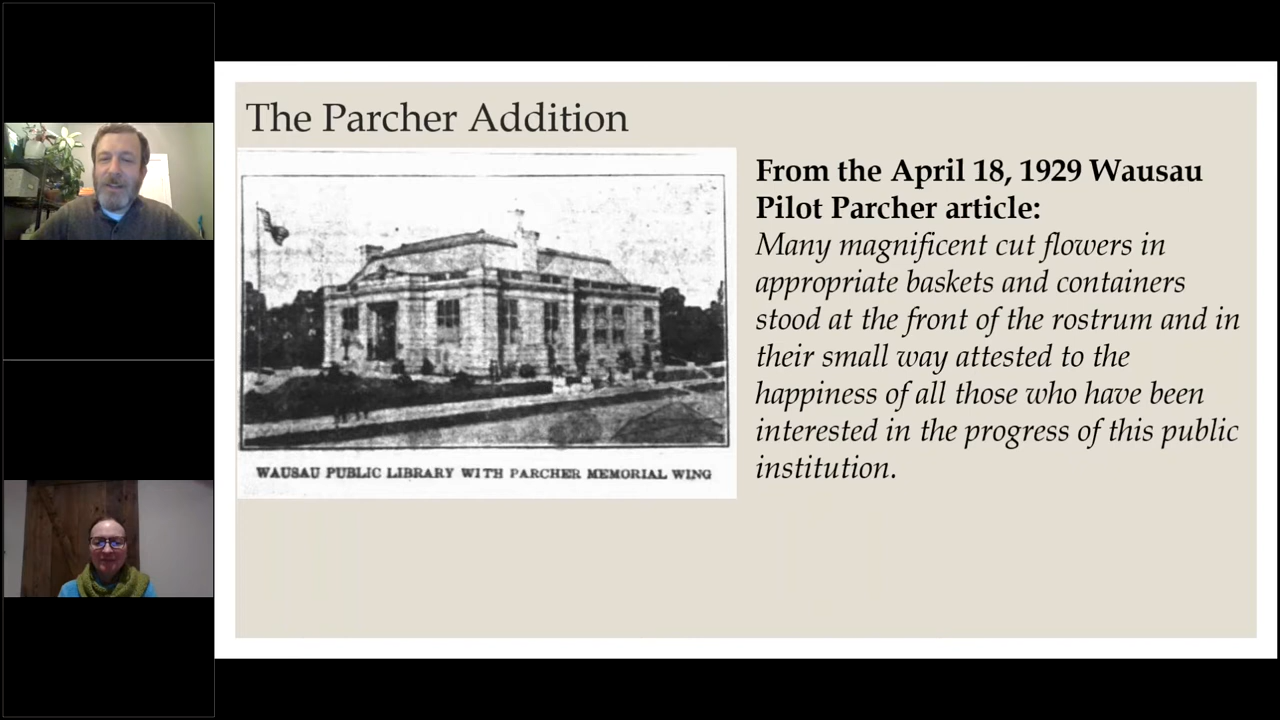 The Parcher Addition
WAUSAU PUBLIC LIBRARY WITH PARCHER MEMORIAL WING
From the April 18, 1929 Wausau
Pilot Parcher article:
Many magnificent cut flowers in
appropriate baskets and containers
stood at the front of the rostrum and in
their small way attested to the
happiness of all those who have been
interested in the progress of this public
institution.